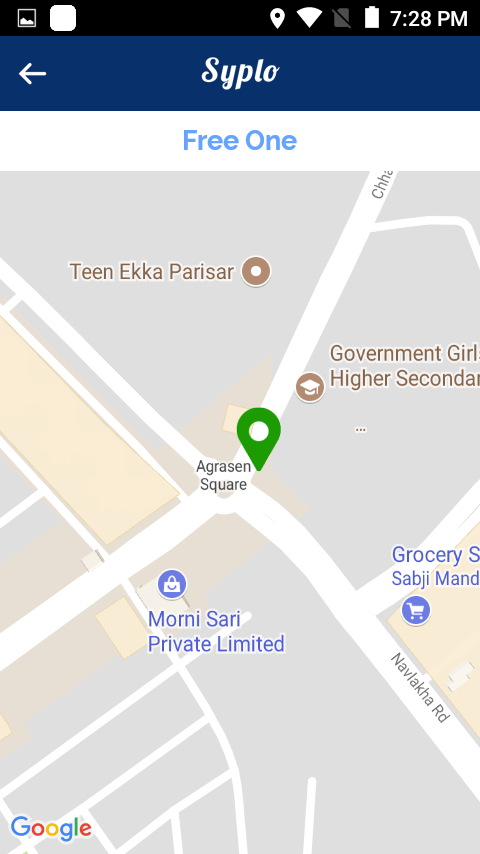 7:28 PM
Syplo
Free One
Chha
Teen Ekka Parisar
Government Girls
Higher Secondar
...
Agrasen
Square
Grocery S
Sabji Mand
Morni Sari
Private Limited
Navlakha Rd
Google